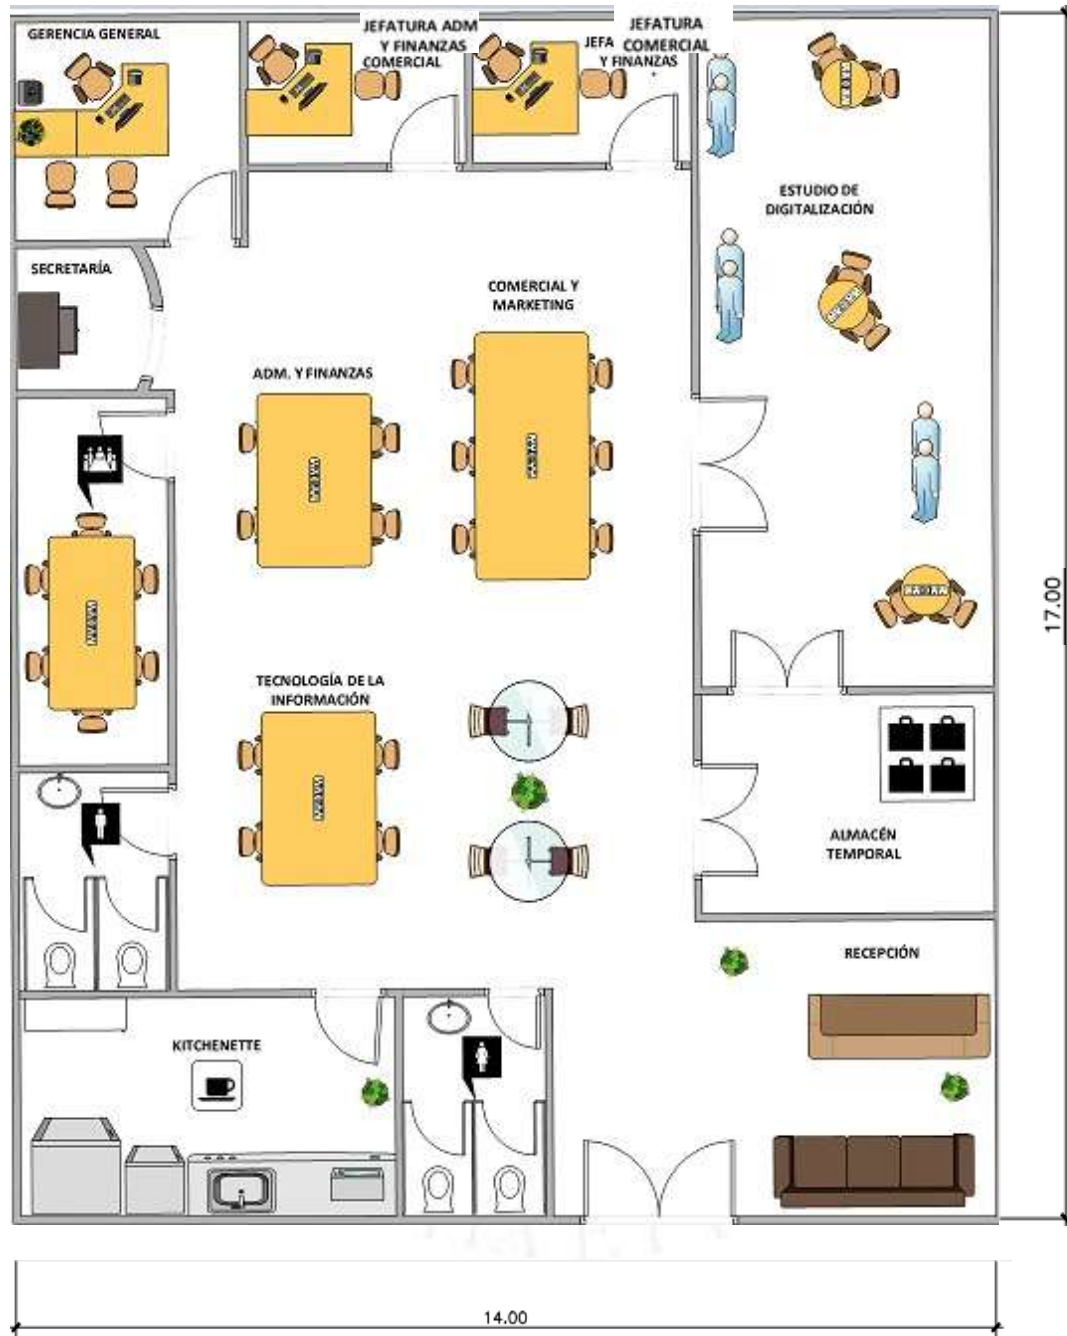 GERENCIA GENERAL
JEFATURA ADM
Y FINANZAS
COMERCIAL
JEFATURA
JEFA COMERCIAL
Y FINANZAS
ESTUDIO DE
DIGITALIZACIÓN
SECRETARÍA
COMERCIAL Y
MARKETING
ADM. Y FINANZAS
17.00
TECNOLOGÍA DE LA
INFORMACIÓN
ALMACÉN
TEMPORAL
RECEPCIÓN
KITCHENETTE
14.00